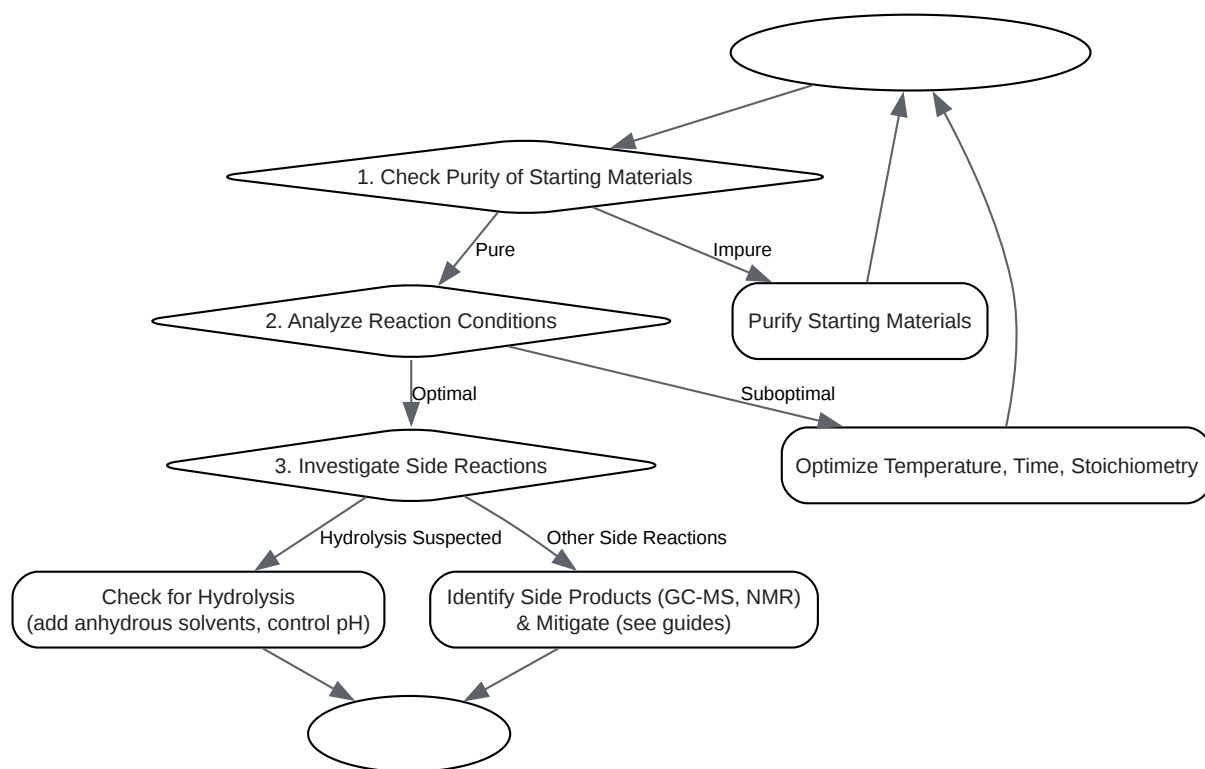 1. Check Purity of Starting Materials
Pure
Impure
2. Analyze Reaction Conditions
Purify Starting Materials
Optimal
Suboptimal
3. Investigate Side Reactions
Optimize Temperature, Time, Stoichiometry
Hydrolysis Suspected
Other Side Reactions
Check for Hydrolysis
(add anhydrous solvents, control pH)
Identify Side Products (GC-MS, NMR)
& Mitigate (see guides)